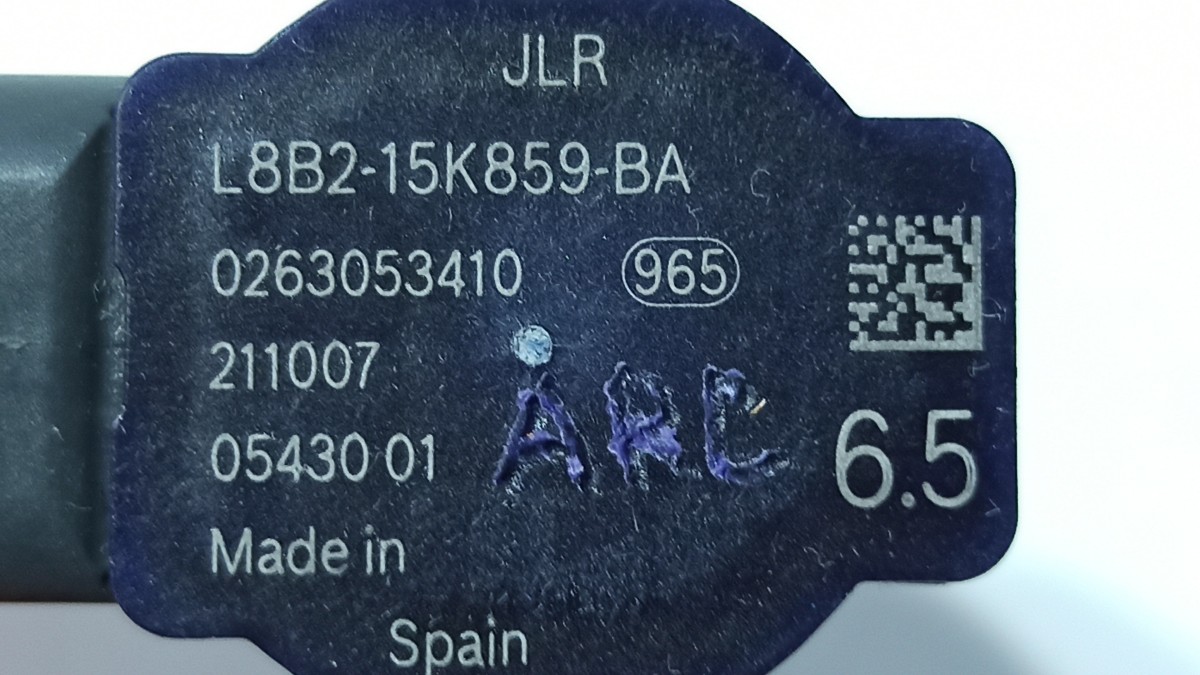 JLR
L8B2-15K859-BA
0263053410 965
211007
05430 01 ARC
6.5
Made in
Spain